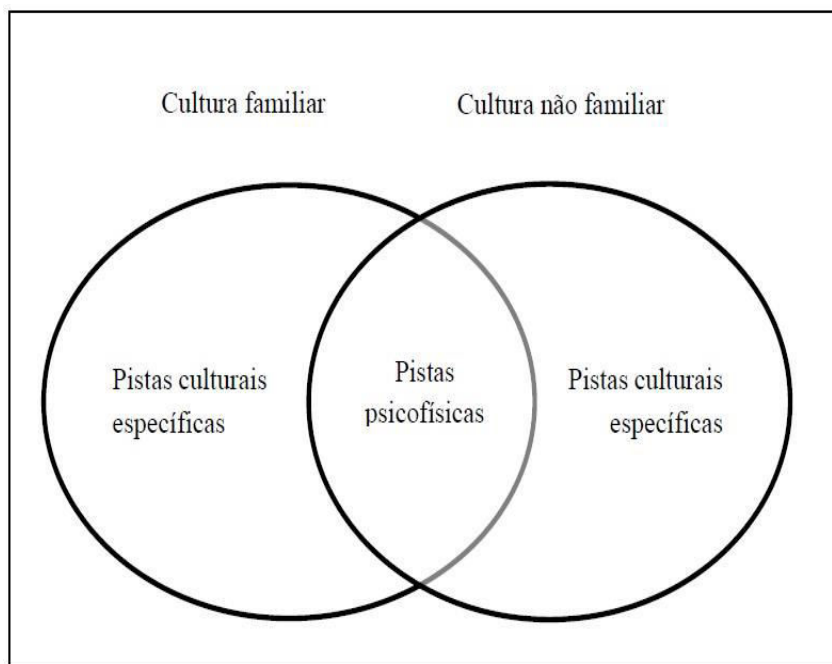 Cultura familiar
Cultura não familiar
Pistas culturais
específicas
Pistas
psicofísicas
Pistas culturais
específicas